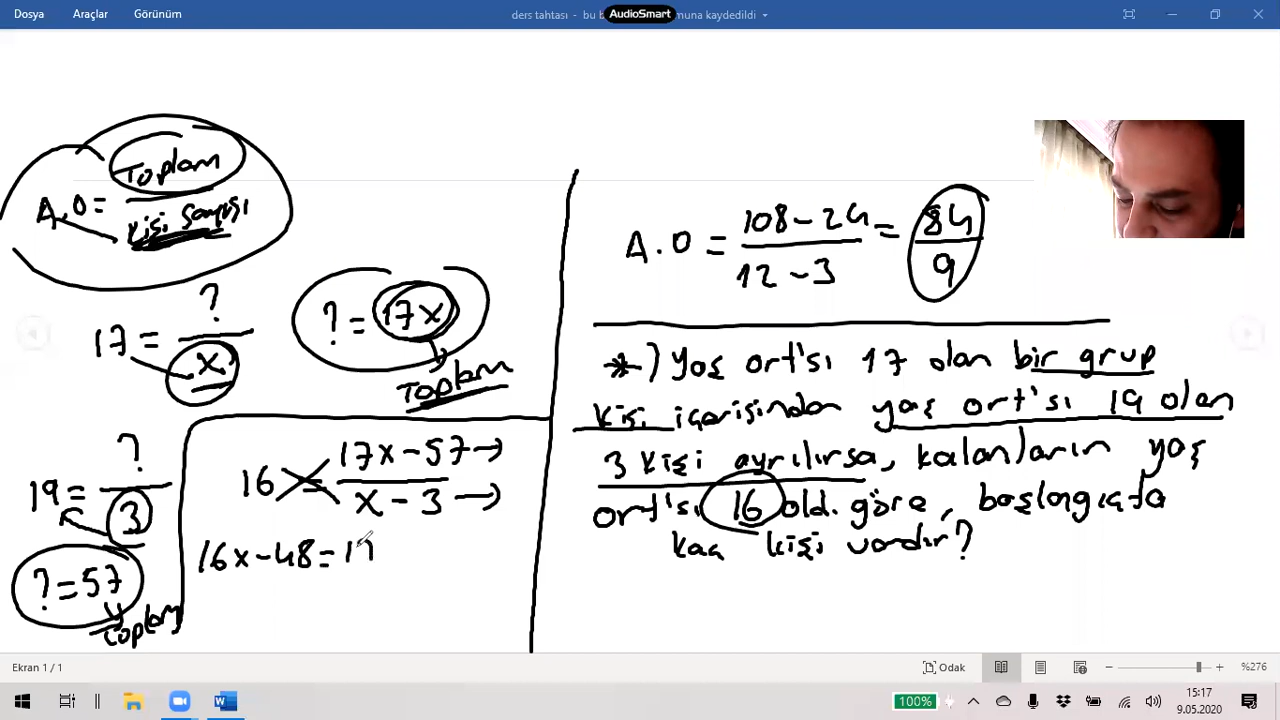 Dosya Araçlar Görünüm
ders tahtası - bu b
AudioSmart
muna kaydedildi
A.O = Toplam
Kişi Sayısı
17 = ?
x
? = 17x
Toplam
19 = ?
3
? = 57
Toplam
16 = 17x - 57 →
x - 3 →
16x - 48 = 17
A.O = 108 - 24 = 84
12 - 3 9
*) yaş ort'sı 17 olan bir grup
kişi içerisinden yaş ort'sı 19 olan
3 kişi ayrılırsa, kalanların yaş
ort'sı 16 old. göre, başlangıçta
kaç kişi vardır?
Ekran 1 / 1
Odak
%276
100%
15:17
9.05.2020